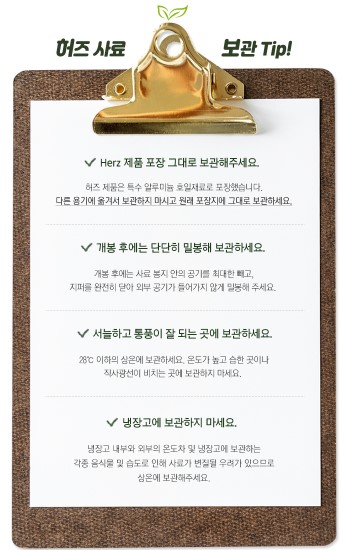 허즈 사료 보관 Tip!
Herz 제품 포장 그대로 보관해주세요.
허즈 제품은 특수 알루미늄 호일재료로 포장했습니다.
다른 용기에 옮겨서 보관하지 마시고 원래 포장지에 그대로 보관하세요.
개봉 후에는 단단히 밀봉해 보관하세요.
개봉 후에는 사료 봉지 안의 공기를 최대한 빼고,
지퍼를 완전히 닫아 외부 공기가 들어가지 않게 밀봉해 주세요.
서늘하고 통풍이 잘 되는 곳에 보관하세요.
28℃ 이하의 상온에 보관하세요. 온도가 높고 습한 곳이나
직사광선이 비치는 곳에 보관하지 마세요.
냉장고에 보관하지 마세요.
냉장고 내부와 외부의 온도차 및 냉장고에 보관하는
각종 음식물 및 습도로 인해 사료가 변질될 우려가 있으므로
상온에 보관해주세요.